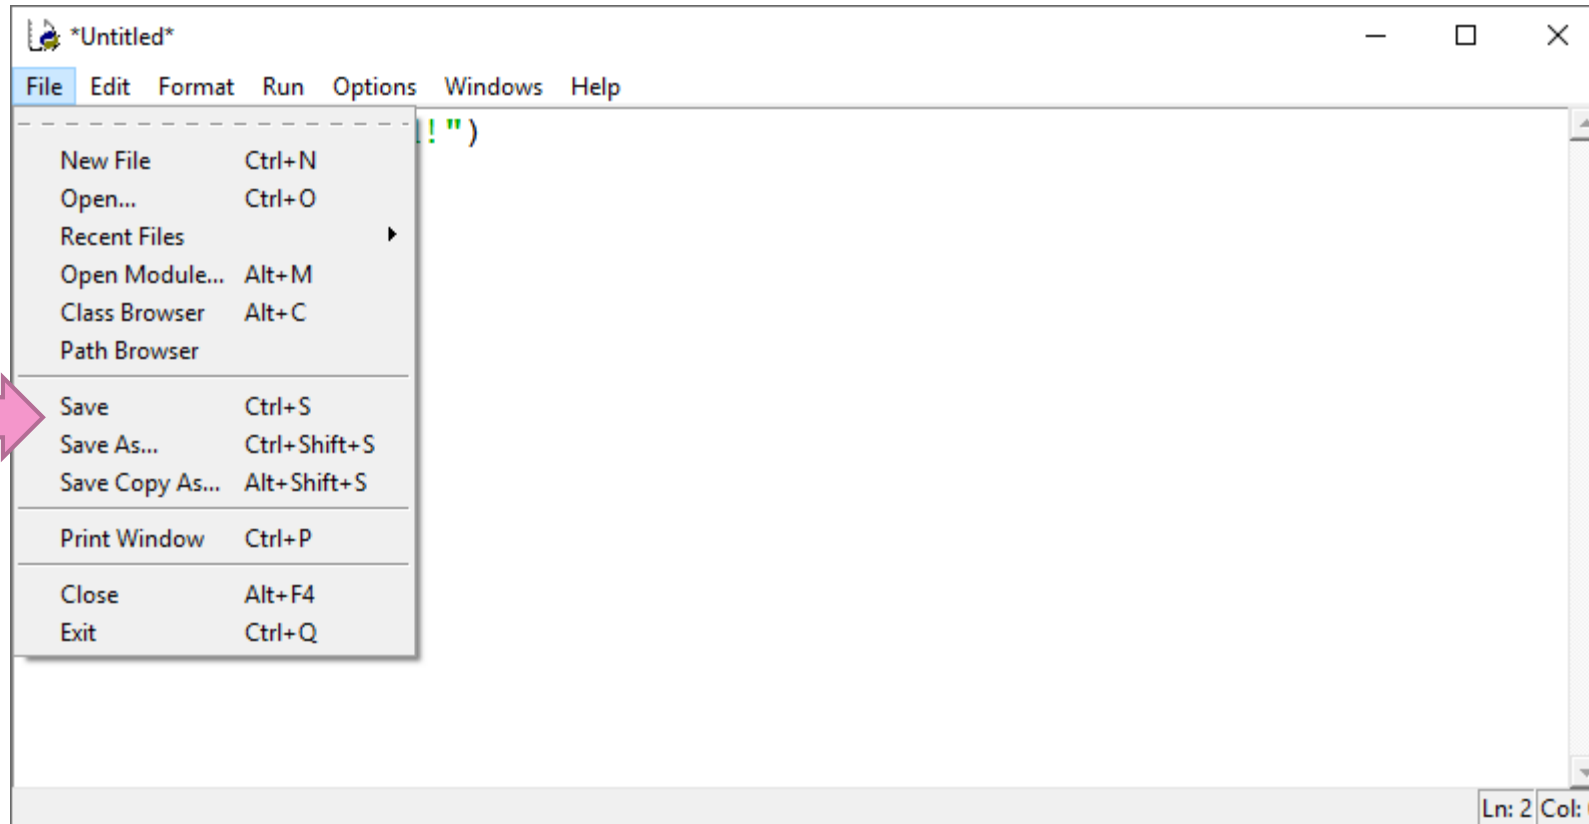 *Untitled*
File Edit Format Run Options Windows Help
!")
New File Ctrl+N
Open... Ctrl+O
Recent Files
Open Module... Alt+M
Class Browser Alt+C
Path Browser
Save Ctrl+S
Save As... Ctrl+Shift+S
Save Copy As... Alt+Shift+S
Print Window Ctrl+P
Close Alt+F4
Exit Ctrl+Q
Ln: 2 Col: